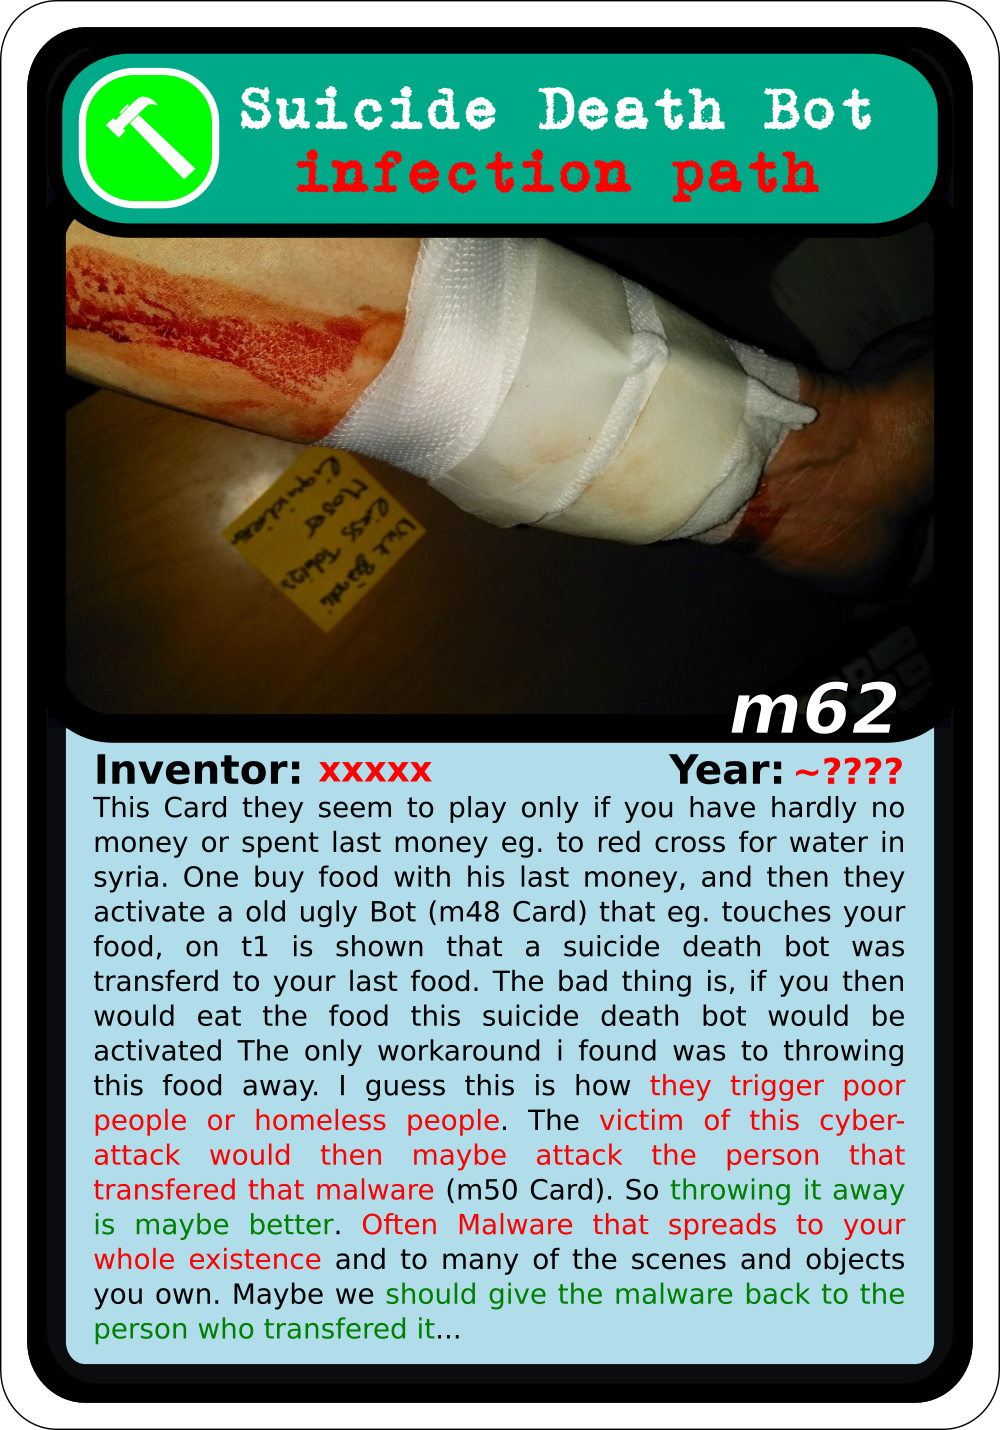 Suicide Death Bot
infection path
m62
Inventor: xxxxx Year: ~????
This Card they seem to play only if you have hardly no
money or spent last money eg. to red cross for water in
syria. One buy food with his last money, and then they
activate a old ugly Bot (m48 Card) that eg. touches your
food, on t1 is shown that a suicide death bot was
transferd to your last food. The bad thing is, if you then
would eat the food this suicide death bot would be
activated The only workaround i found was to throwing
this food away. I guess this is how they trigger poor
people or homeless people. The victim of this cyber-
attack would then maybe attack the person that
transfered that malware (m50 Card). So throwing it away
is maybe better. Often Malware that spreads to your
whole existence and to many of the scenes and objects
you own. Maybe we should give the malware back to the
person who transfered it...